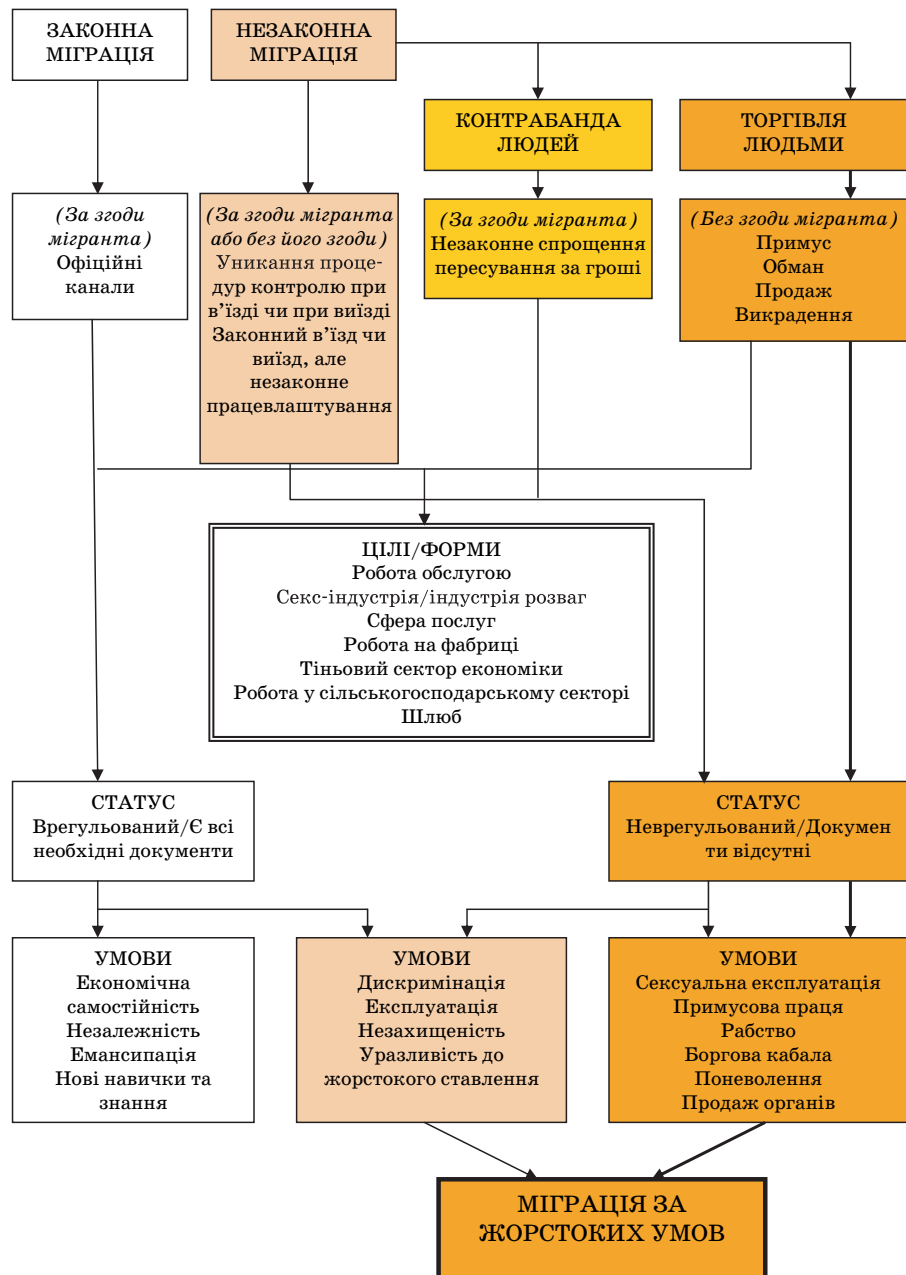 ЗАКОННА
МІГРАЦІЯ
НЕЗАКОННА
МІГРАЦІЯ
КОНТРАБАНДА
ЛЮДЕЙ
ТОРГІВЛЯ
ЛЮДЬМИ
(За згоди
мігранта)
Офіційні
канали
(За згоди мігранта
або без його згоди)
Уникання проце-
дур контролю при
в'їзді чи при виїзді
Законний в'їзд чи
виїзд, але
незаконне
працевлаштування
(За згоди мігранта)
Незаконне спрощення
пересування за гроші
(Без згоди мігранта)
Примус
Обман
Продаж
Викрадення
ЦІЛІ/ФОРМИ
Робота обслугою
Секс-індустрія/індустрія розваг
Сфера послуг
Робота на фабриці
Тіньовий сектор економіки
Робота у сільськогосподарському секторі
Шлюб
СТАТУС
Врегульований/Є всі
необхідні документи
СТАТУС
Неврегульований/Докумен
ти відсутні
УМОВИ
Економічна
самостійність
Незалежність
Емансипація
Нові навички та
знання
УМОВИ
Дискримінація
Експлуатація
Незахищеність
Уразливість до
жорстокого ставлення
УМОВИ
Сексуальна експлуатація
Примусова праця
Рабство
Боргова кабала
Поневолення
Продаж органів
МІГРАЦІЯ ЗА
ЖОРСТОКИХ УМОВ